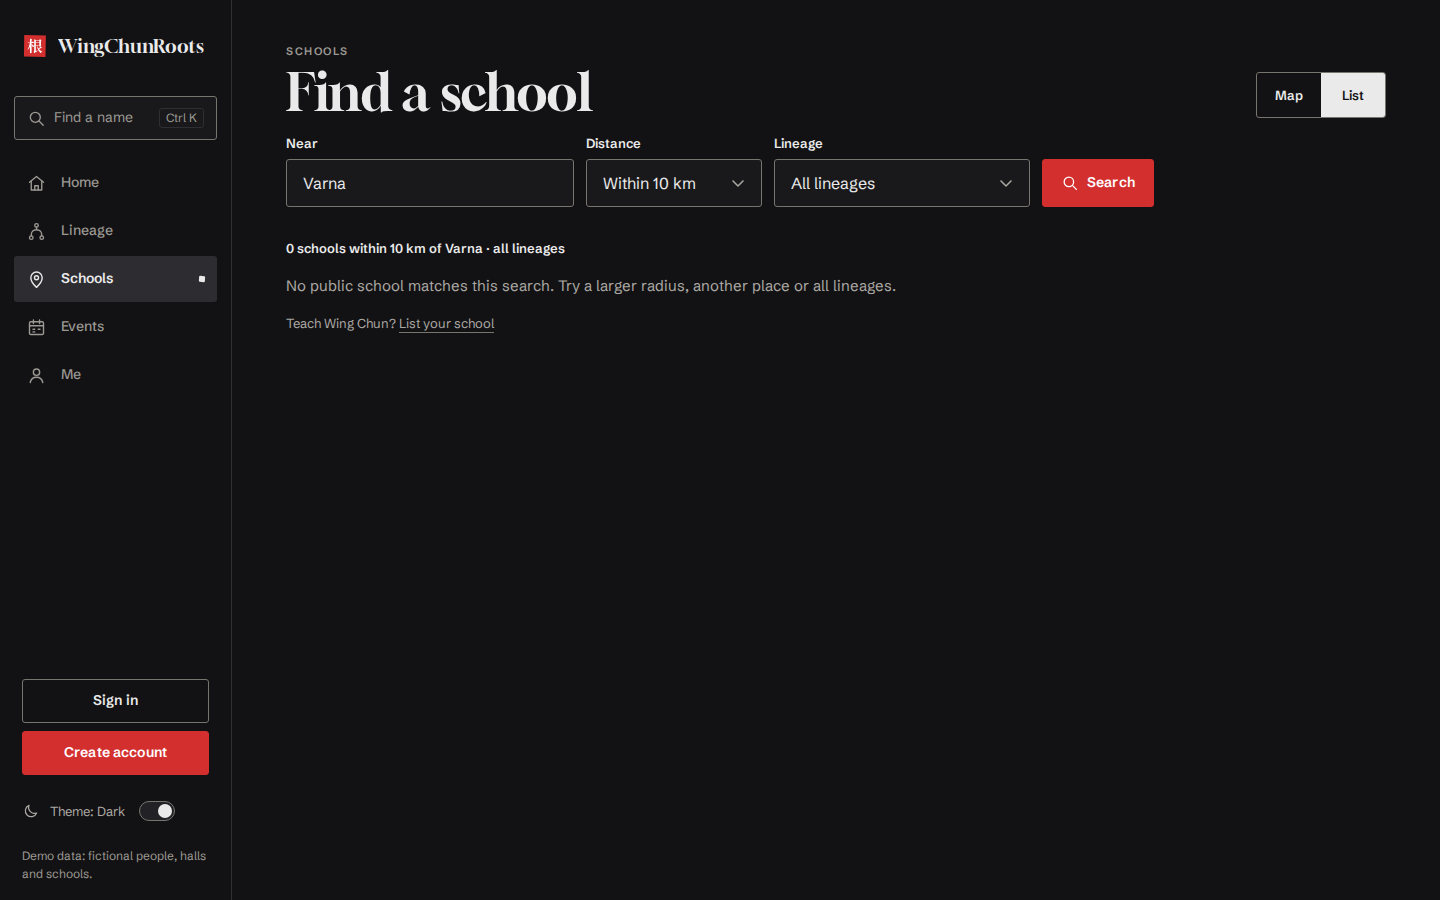 根 WingChunRoots
Find a name Ctrl K
Home
Lineage
Schools
Events
Me
Sign in
Create account
Theme: Dark
Demo data: fictional people, halls
and schools.
SCHOOLS
Find a school
Map List
Near Distance Lineage
Varna Within 10 km All lineages Search
0 schools within 10 km of Varna · all lineages
No public school matches this search. Try a larger radius, another place or all lineages.
Teach Wing Chun? List your school